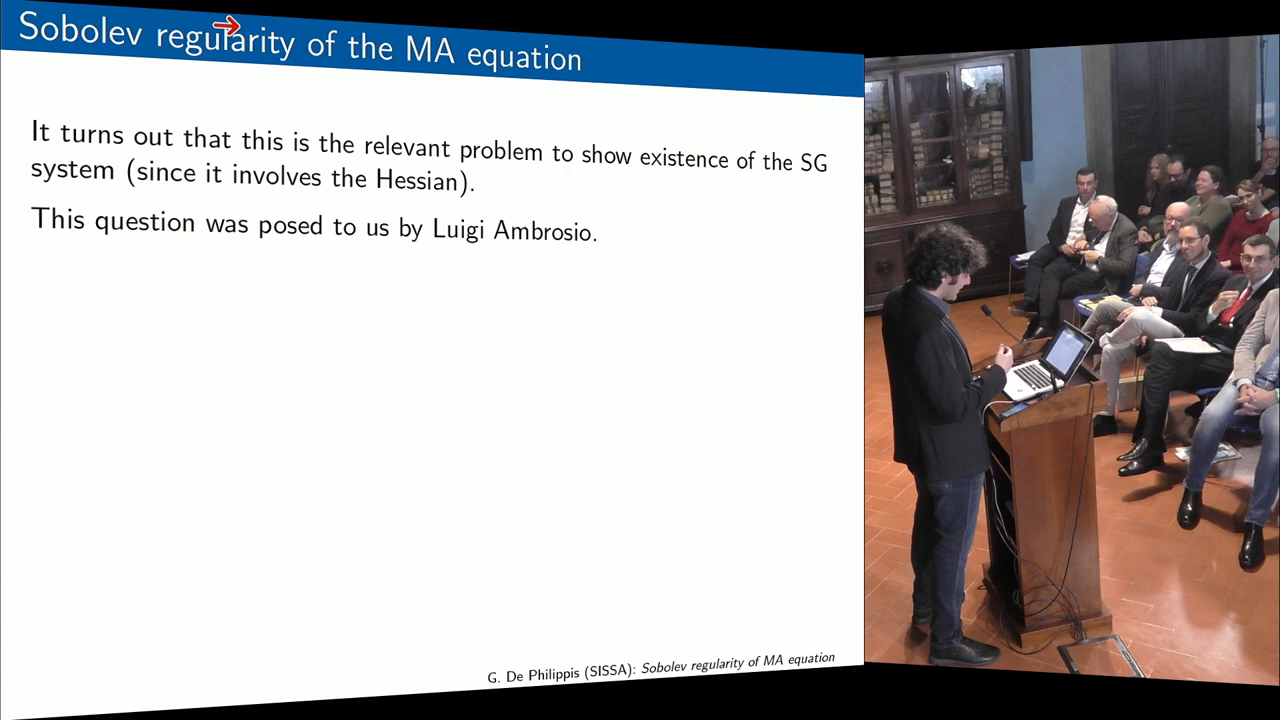 Sobolev regularity of the MA equation
It turns out that this is the relevant problem to show existence of the SG
system (since it involves the Hessian).
This question was posed to us by Luigi Ambrosio.
G. De Philippis (SISSA): Sobolev regularity of MA equation